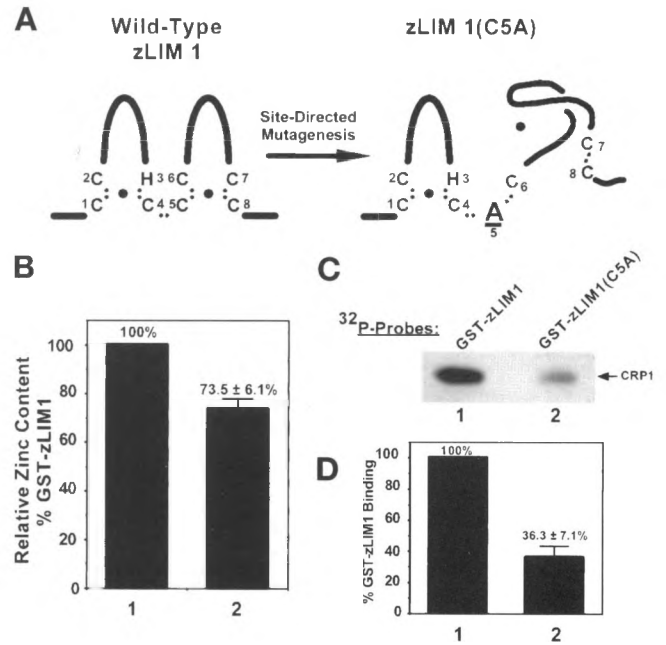 A
Wild-Type
zLIM 1
zLIM 1(C5A)
Site-Directed
Mutagenesis
2C H3 6C C7
1C C4 5C C8
2C H3
1C C4
A
5
C6
C7
8C
B
Relative Zinc Content
% GST-zLIM1
100
80
60
40
20
0
100%
73.5 ± 6.1%
1 2
C
32P-Probes:
GST-zLIM1
GST-zLIM1(C5A)
CRP1
1 2
D
% GST-zLIM1 Binding
100
80
60
40
20
0
100%
36.3 ± 7.1%
1 2